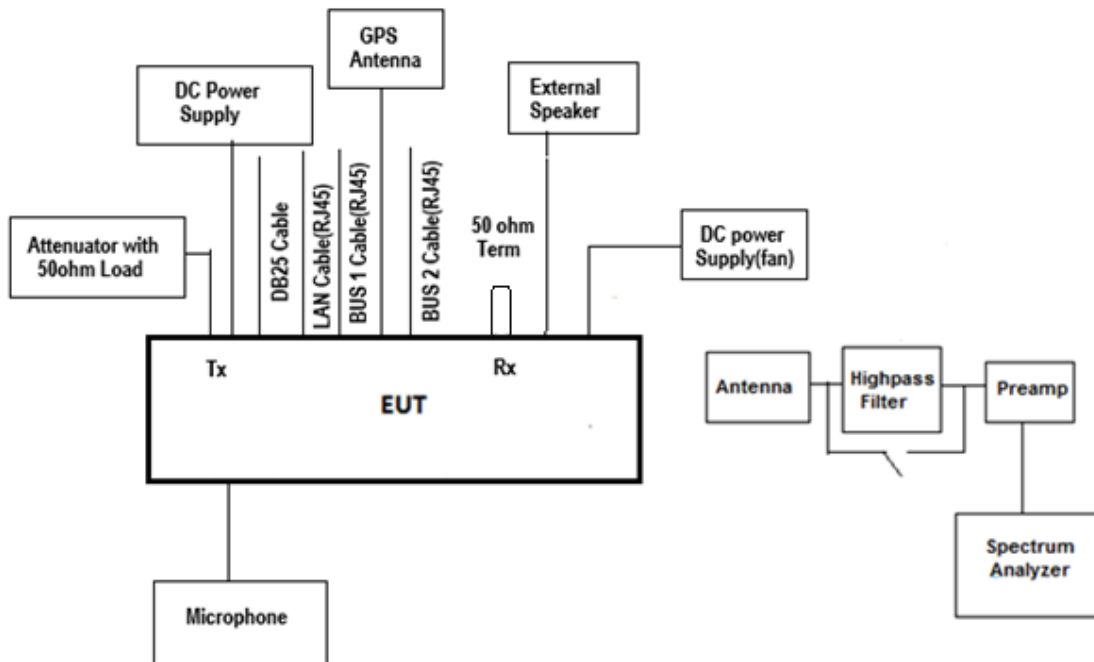 GPS
Antenna
DC Power
Supply
External
Speaker
Attenuator with
50ohm Load
DB25 Cable
LAN Cable(RJ45)
BUS 1 Cable(RJ45)
BUS 2 Cable(RJ45)
50 ohm
Term
DC power
Supply(fan)
Tx
Rx
EUT
Antenna
Highpass
Filter
Preamp
Spectrum
Analyzer
Microphone